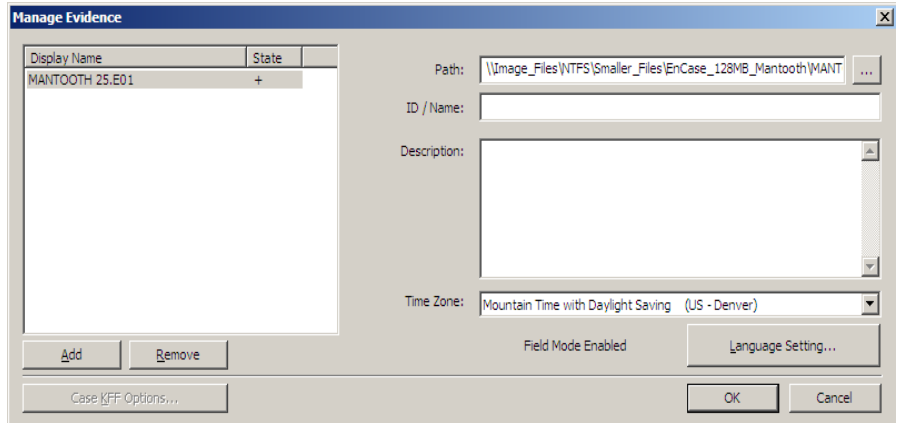 Manage Evidence
Display Name State
MANTOOTH 25.E01 +
Path: \\Image_Files\NTFS\Smaller_Files\EnCase_128MB_Mantooth\MANT ...
ID / Name:
Description:
Time Zone: Mountain Time with Daylight Saving (US - Denver)
Add Remove Field Mode Enabled Language Setting...
Case KFF Options... OK Cancel